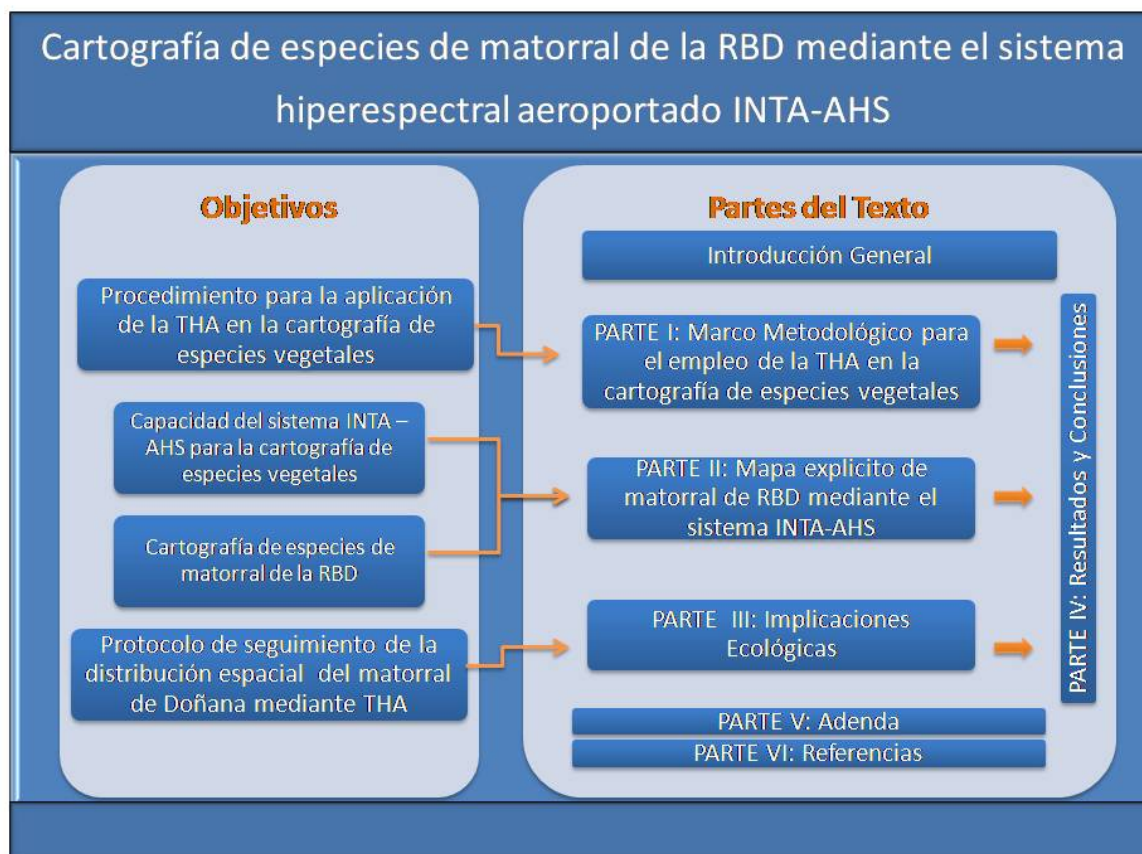 Cartografía de especies de matorral de la RBD mediante el sistema
hiperespectral aeroportado INTA-AHS
Objetivos
Procedimiento para la aplicación
de la THA en la cartografía de
especies vegetales
Capacidad del sistema INTA –
AHS para la cartografía de
especies vegetales
Cartografía de especies de
matorral de la RBD
Protocolo de seguimiento de la
distribución espacial del matorral
de Doñana mediante THA
Partes del Texto
Introducción General
PARTE I: Marco Metodológico para
el empleo de la THA en la
cartografía de especies vegetales
PARTE II: Mapa explicito de
matorral de RBD mediante el
sistema INTA-AHS
PARTE III: Implicaciones
Ecológicas
PARTE IV: Resultados y Conclusiones
PARTE V: Adenda
PARTE VI: Referencias